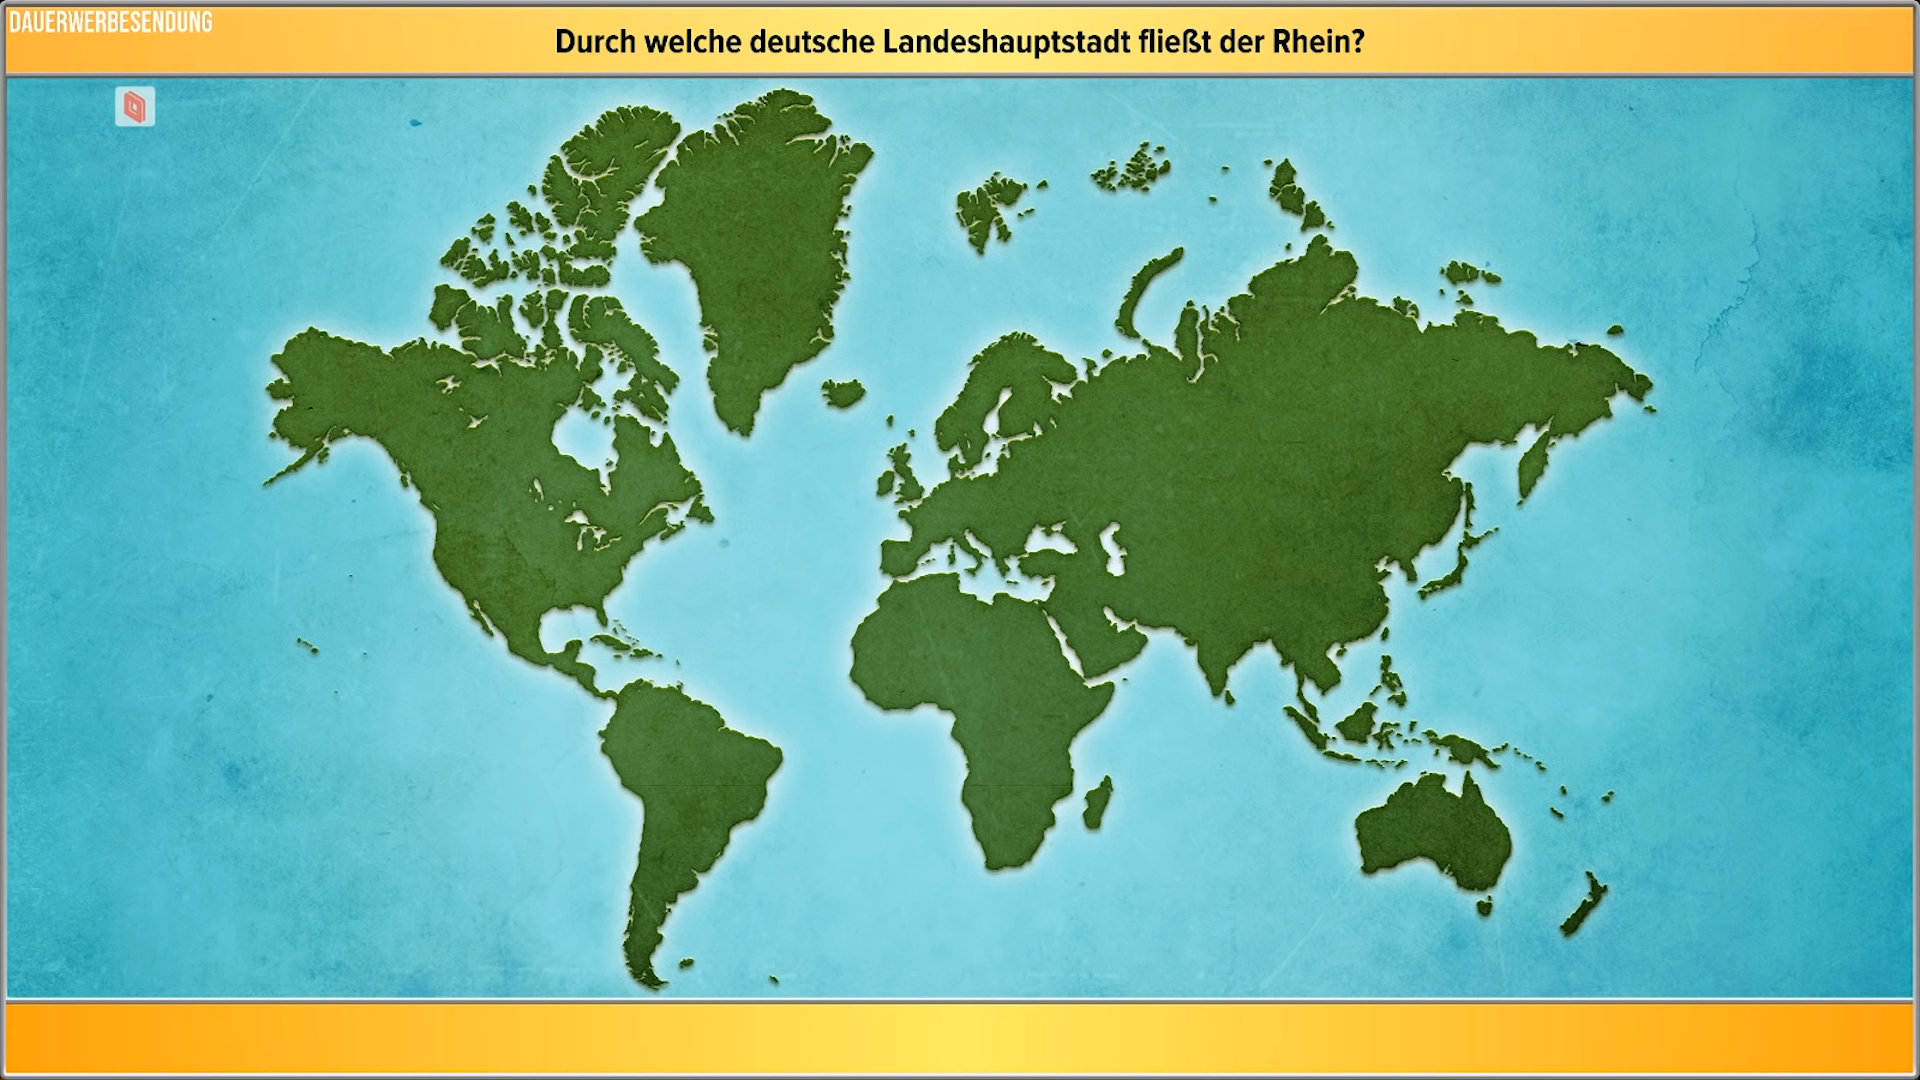 DAUERWERBESENDUNG
Durch welche deutsche Landeshauptstadt fließt der Rhein?